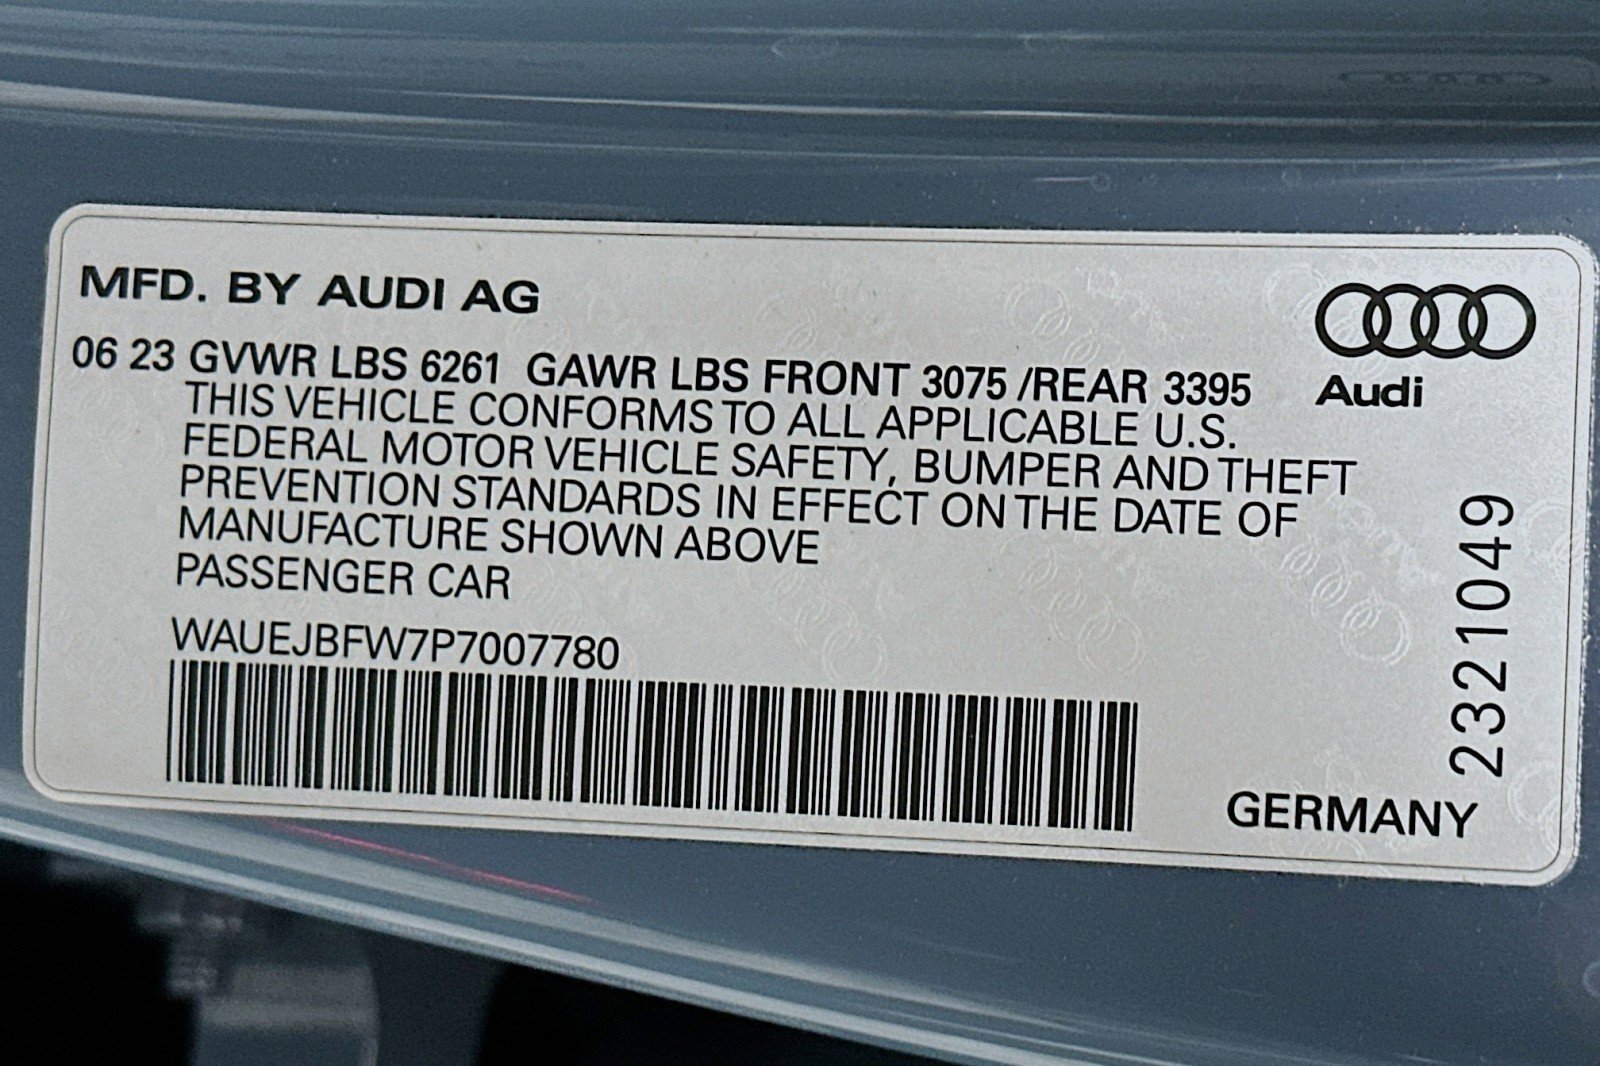 MFD. BY AUDI AG
06 23 GVWR LBS 6261 GAWR LBS FRONT 3075 /REAR 3395
THIS VEHICLE CONFORMS TO ALL APPLICABLE U.S.
FEDERAL MOTOR VEHICLE SAFETY, BUMPER AND THEFT
PREVENTION STANDARDS IN EFFECT ON THE DATE OF
MANUFACTURE SHOWN ABOVE
PASSENGER CAR
WAUEJBFW7P7007780
Audi
2321049
GERMANY